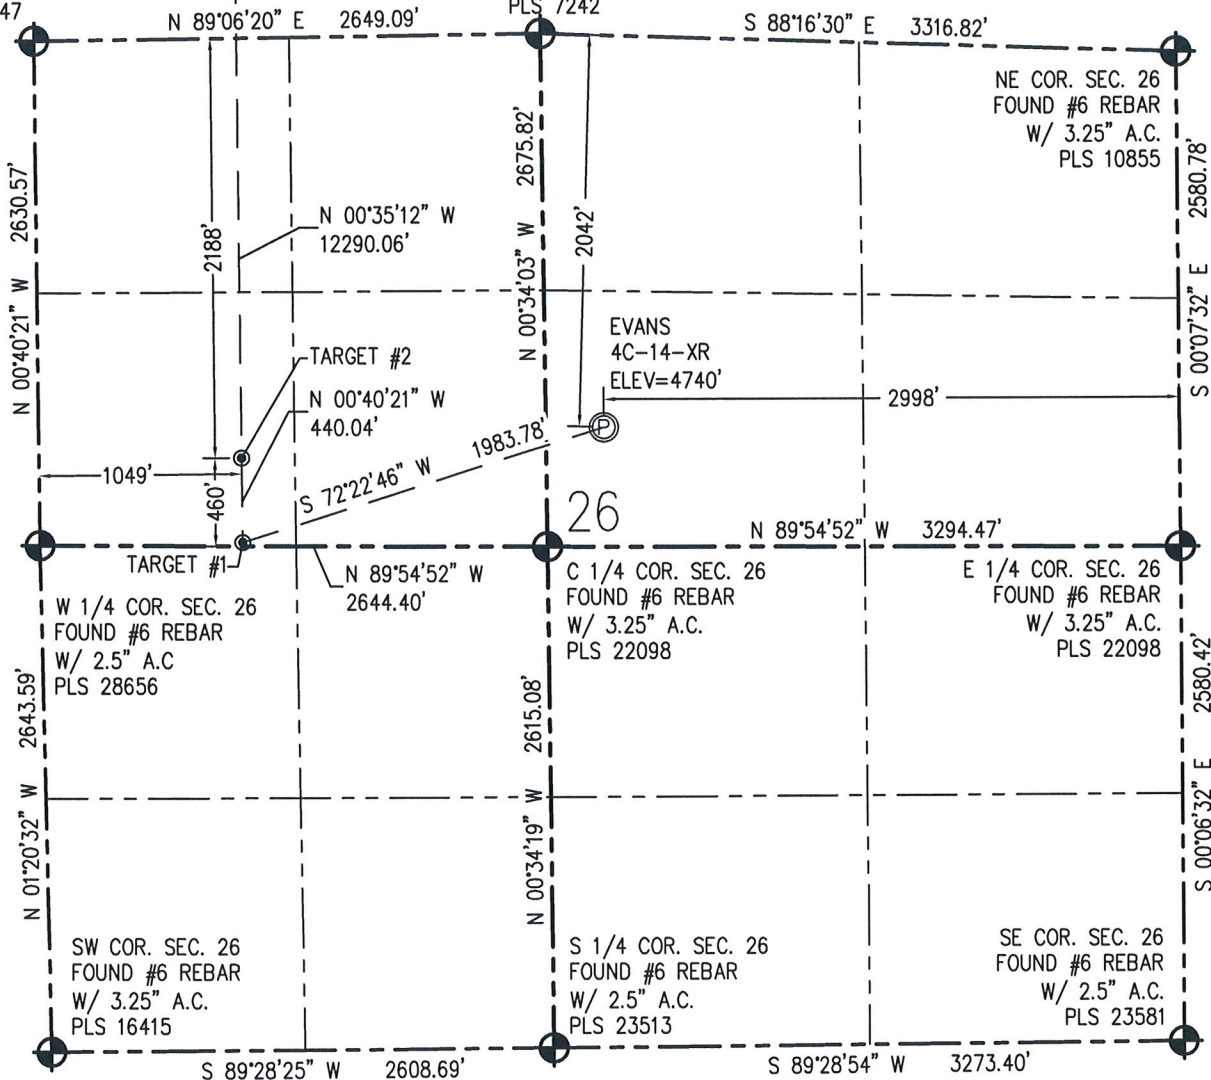 47
N 89°06'20" E 2649.09'
PLS 7242
S 88°16'30" E 3316.82'
NE COR. SEC. 26
FOUND #6 REBAR
W/ 3.25" A.C.
PLS 10855
N 00°40'21" W 2630.57'
2188'
N 00°35'12" W
12290.06'
N 00°34'03" W 2675.82'
2042'
S 00°07'32" E 2580.78'
EVANS
4C-14-XR
ELEV=4740'
P
2998'
TARGET #2
N 00°40'21" W
440.04'
1049'
460'
S 72°22'46" W 1983.78'
26
TARGET #1
N 89°54'52" W
2644.40'
N 89°54'52" W 3294.47'
W 1/4 COR. SEC. 26
FOUND #6 REBAR
W/ 2.5" A.C
PLS 28656
C 1/4 COR. SEC. 26
FOUND #6 REBAR
W/ 3.25" A.C.
PLS 22098
E 1/4 COR. SEC. 26
FOUND #6 REBAR
W/ 3.25" A.C.
PLS 22098
N 01°20'32" W 2643.59'
N 00°34'19" W 2615.08'
S 00°06'32" E 2580.42'
SW COR. SEC. 26
FOUND #6 REBAR
W/ 3.25" A.C.
PLS 16415
S 1/4 COR. SEC. 26
FOUND #6 REBAR
W/ 2.5" A.C.
PLS 23513
SE COR. SEC. 26
FOUND #6 REBAR
W/ 2.5" A.C.
PLS 23581
S 89°28'25" W 2608.69'
S 89°28'54" W 3273.40'